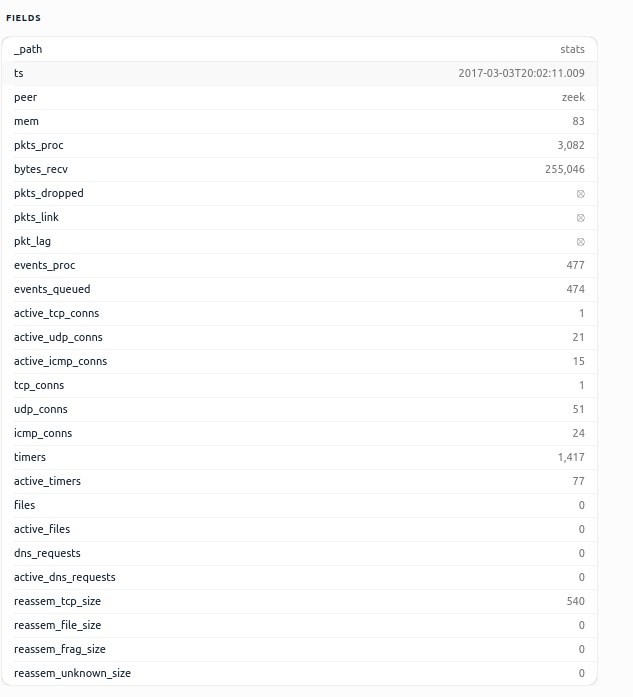 FIELDS
_path stats
ts 2017-03-03T20:02:11.009
peer zeek
mem 83
pkts_proc 3,082
bytes_recv 255,046
pkts_dropped ⊠
pkts_link ⊠
pkt_lag ⊠
events_proc 477
events_queued 474
active_tcp_conns 1
active_udp_conns 21
active_icmp_conns 15
tcp_conns 1
udp_conns 51
icmp_conns 24
timers 1,417
active_timers 77
files 0
active_files 0
dns_requests 0
active_dns_requests 0
reassem_tcp_size 540
reassem_file_size 0
reassem_frag_size 0
reassem_unknown_size 0